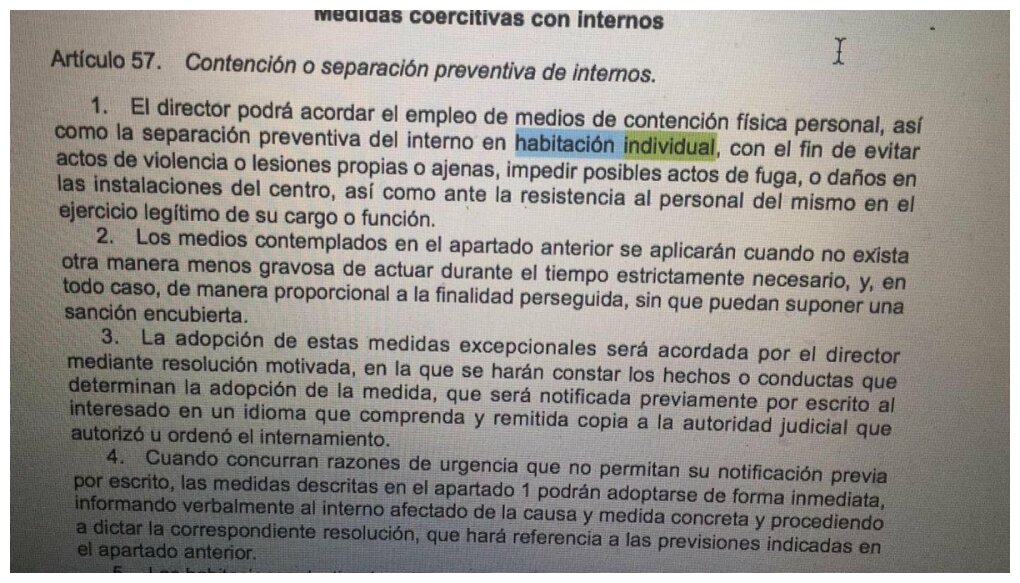 Medidas coercitivas con internos
Artículo 57. Contención o separación preventiva de internos.
1. El director podrá acordar el empleo de medios de contención física personal, así
como la separación preventiva del interno en habitación individual, con el fin de evitar
actos de violencia o lesiones propias o ajenas, impedir posibles actos de fuga, o daños en
las instalaciones del centro, así como ante la resistencia al personal del mismo en el
ejercicio legítimo de su cargo o función.
2. Los medios contemplados en el apartado anterior se aplicarán cuando no exista
otra manera menos gravosa de actuar durante el tiempo estrictamente necesario, y, en
todo caso, de manera proporcional a la finalidad perseguida, sin que puedan suponer una
sanción encubierta.
3. La adopción de estas medidas excepcionales será acordada por el director
mediante resolución motivada, en la que se harán constar los hechos o conductas que
determinan la adopción de la medida, que será notificada previamente por escrito al
interesado en un idioma que comprenda y remitida copia a la autoridad judicial que
autorizó u ordenó el internamiento.
4. Cuando concurran razones de urgencia que no permitan su notificación previa
por escrito, las medidas descritas en el apartado 1 podrán adoptarse de forma inmediata,
informando verbalmente al interno afectado de la causa y medida concreta y procediendo
a dictar la correspondiente resolución, que hará referencia a las previsiones indicadas en
el apartado anterior.